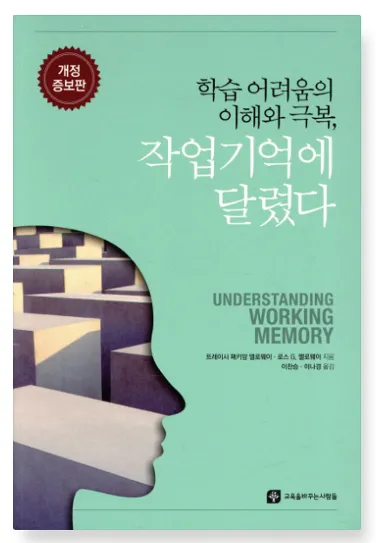 개정
증보판
학습 어려움의
이해와 극복,
작업기억에
달렸다
UNDERSTANDING
WORKING
MEMORY
트레이시 패키암 앨로웨이 · 로스 G. 앨로웨이 지음
이찬승 · 이나경 옮김
교육을바꾸는사람들